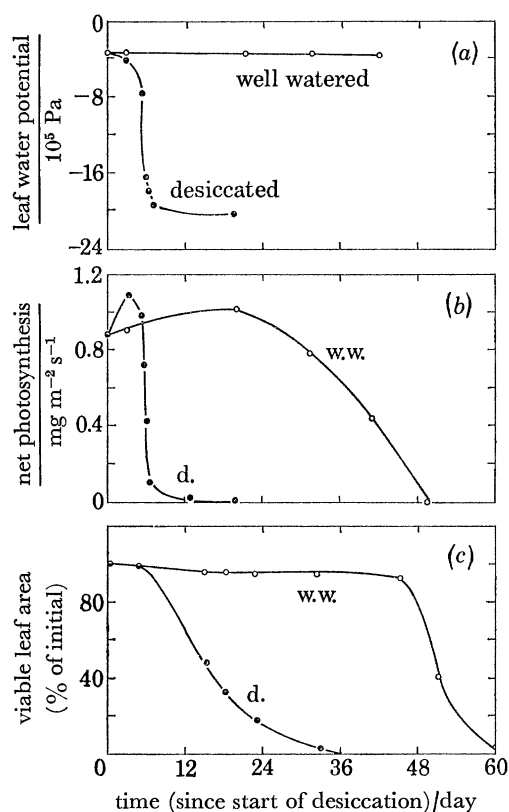 0
−8
−16
−24
leaf water potential
10⁵ Pa
(a)
well watered
desiccated
1.2
0.8
0.4
0
net photosynthesis
mg m⁻² s⁻¹
(b)
w.w.
d.
80
40
viable leaf area
(% of initial)
(c)
w.w.
d.
0 12 24 36 48 60
time (since start of desiccation)/day